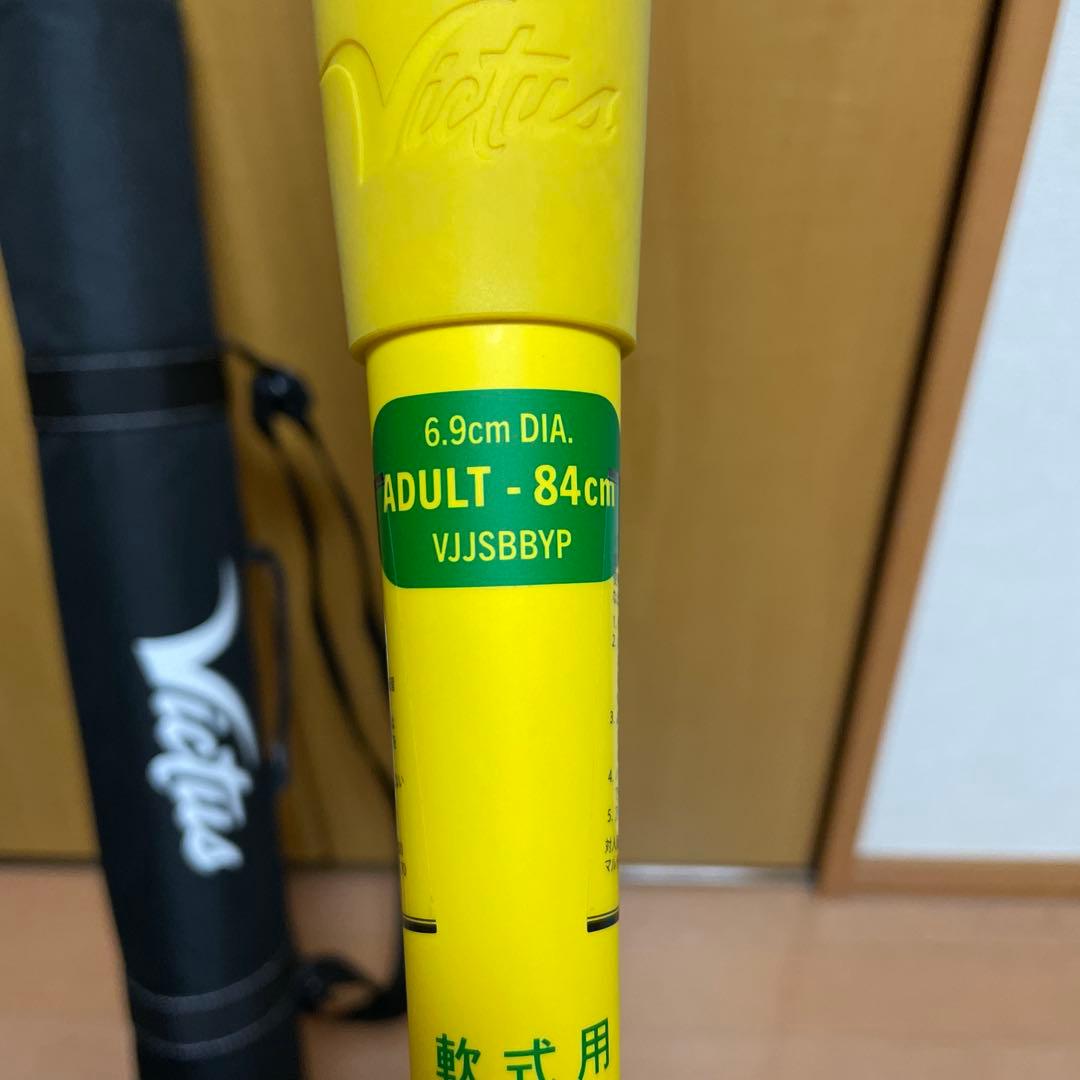 Victus
6.9cm DIA.
ADULT - 84cm
VJJSBBYP
軟式用
Victus